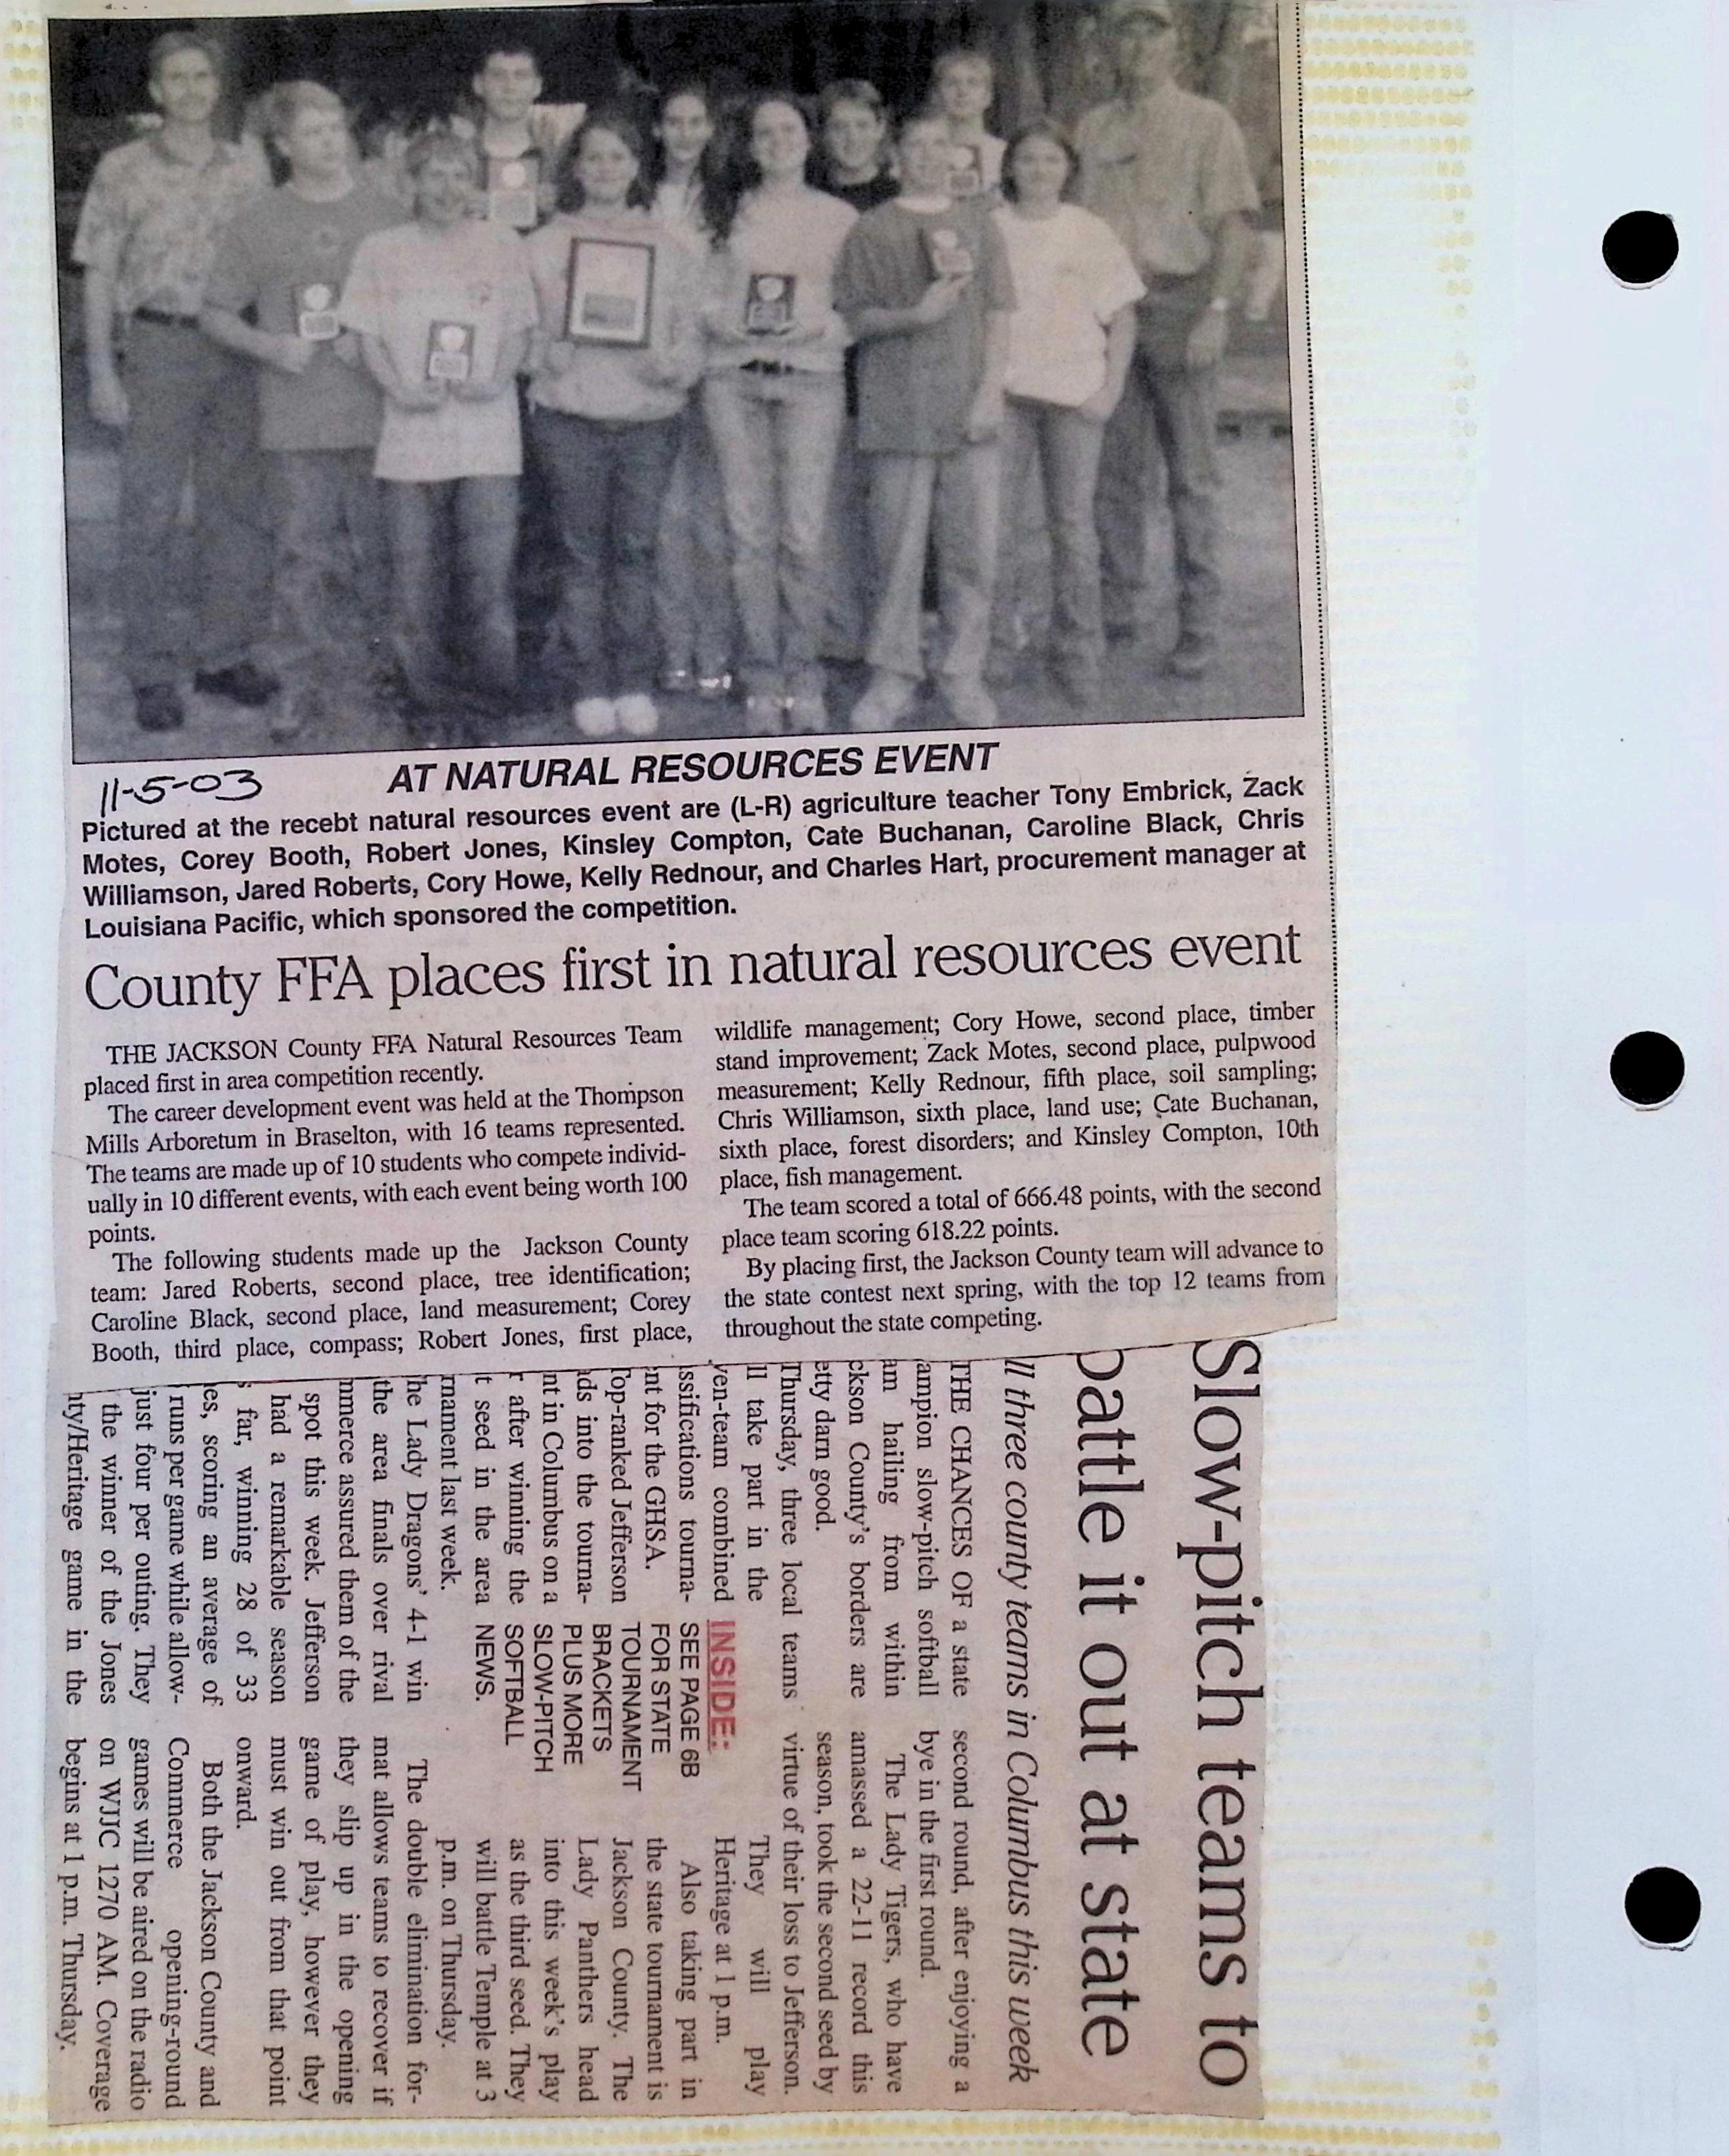 11-5-03
AT NATURAL RESOURCES EVENT
Pictured at the recebt natural resources event are (L-R) agriculture teacher Tony Embrick, Zack
Motes, Corey Booth, Robert Jones, Kinsley Compton, Cate Buchanan, Caroline Black, Chris
Williamson, Jared Roberts, Cory Howe, Kelly Rednour, and Charles Hart, procurement manager at
Louisiana Pacific, which sponsored the competition.
County FFA places first in natural resources event
THE JACKSON County FFA Natural Resources Team
placed first in area competition recently.
The career development event was held at the Thompson
Mills Arboretum in Braselton, with 16 teams represented.
The teams are made up of 10 students who compete individ-
ually in 10 different events, with each event being worth 100
points.
The following students made up the Jackson County
team: Jared Roberts, second place, tree identification;
Caroline Black, second place, land measurement; Corey
Booth, third place, compass; Robert Jones, first place,
wildlife management; Cory Howe, second place, timber
stand improvement; Zack Motes, second place, pulpwood
measurement; Kelly Rednour, fifth place, soil sampling;
Chris Williamson, sixth place, land use; Cate Buchanan,
sixth place, forest disorders; and Kinsley Compton, 10th
place, fish management.
The team scored a total of 666.48 points, with the second
place team scoring 618.22 points.
By placing first, the Jackson County team will advance to
the state contest next spring, with the top 12 teams from
throughout the state competing.
Slow-pitch teams to
battle it out at state
ll three county teams in Columbus this week
THE CHANCES OF a state
ampion slow-pitch softball
am hailing from within
ckson County's borders are
etty darn good.
Thursday, three local teams
ll take part in the
ven-team combined
ssifications tourna-
nt for the GHSA.
Top-ranked Jefferson
ads into the tourna-
nt in Columbus on a
r after winning the
t seed in the area
rnament last week.
he Lady Dragons' 4-1 win
the area finals over rival
mmerce assured them of the
spot this week. Jefferson
had a remarkable season
far, winning 28 of 33
es, scoring an average of
runs per game while allow-
just four per outing. They
the winner of the Jones
nty/Heritage game in the
INSIDE:
SEE PAGE 6B
FOR STATE
TOURNAMENT
BRACKETS
PLUS MORE
SLOW-PITCH
SOFTBALL
NEWS.
second round, after enjoying a
bye in the first round.
The Lady Tigers, who have
amassed a 22-11 record this
season, took the second seed by
virtue of their loss to Jefferson.
They will play
Heritage at 1 p.m.
Also taking part in
the state tournament is
Jackson County. The
Lady Panthers head
into this week's play
as the third seed. They
will battle Temple at 3
p.m. on Thursday.
The double elimination for-
mat allows teams to recover if
they slip up in the opening
game of play, however they
must win out from that point
onward.
Both the Jackson County and
Commerce opening-round
games will be aired on the radio
on WJJC 1270 AM. Coverage
begins at 1 p.m. Thursday.